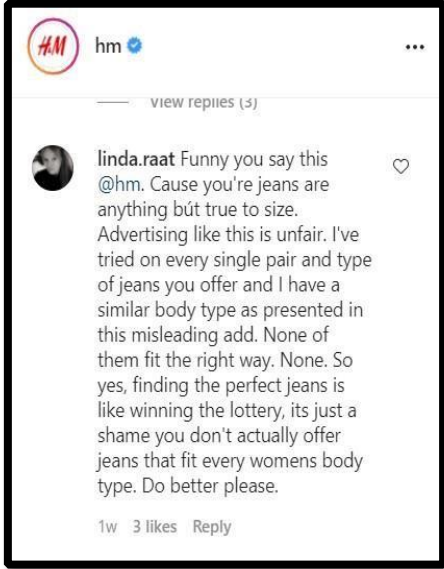 H&M
hm
View replies (3)
linda.raat Funny you say this
@hm. Cause you're jeans are
anything bút true to size.
Advertising like this is unfair. I've
tried on every single pair and type
of jeans you offer and I have a
similar body type as presented in
this misleading add. None of
them fit the right way. None. So
yes, finding the perfect jeans is
like winning the lottery, its just a
shame you don't actually offer
jeans that fit every womens body
type. Do better please.
1w 3 likes Reply